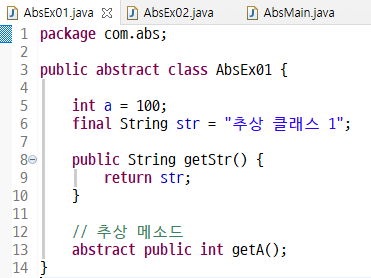 AbsEx01.java AbsEx02.java AbsMain.java
1 package com.abs;
2
3 public abstract class AbsEx01 {
4
5 int a = 100;
6 final String str = "추상 클래스 1";
7
8 public String getStr() {
9 return str;
10 }
11
12 // 추상 메소드
13 abstract public int getA();
14 }